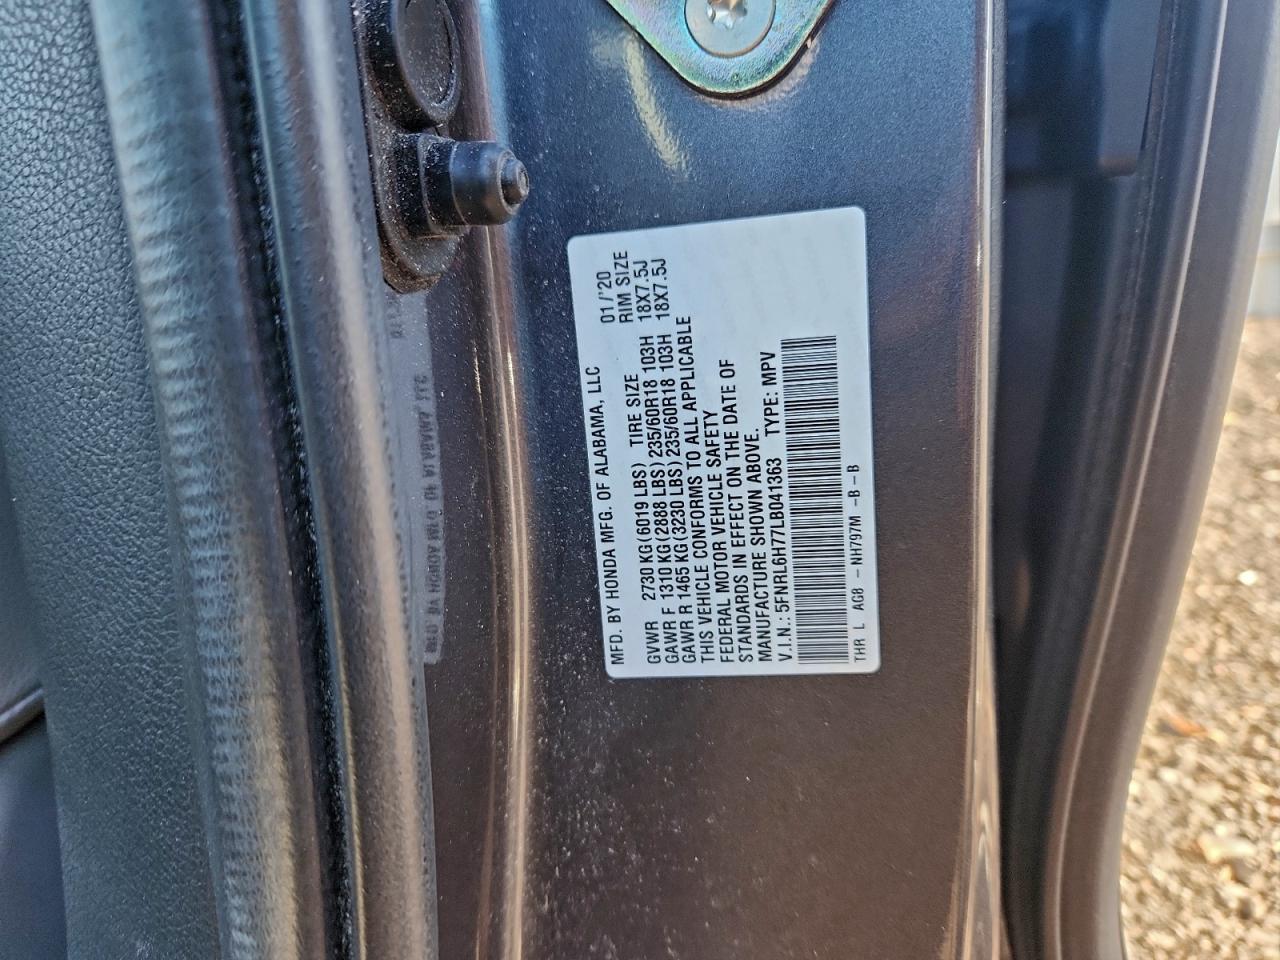 MFD. BY HONDA MFG. OF ALABAMA, LLC 01/'20
GVWR 2730 KG(6019 LBS) TIRE SIZE RIM SIZE
GAWR F 1310 KG(2888 LBS)235/60R18 103H 18X7.5J
GAWR R 1465 KG(3230 LBS)235/60R18 103H 18X7.5J
THIS VEHICLE CONFORMS TO ALL APPLICABLE
FEDERAL MOTOR VEHICLE SAFETY
STANDARDS IN EFFECT ON THE DATE OF
MANUFACTURE SHOWN ABOVE.
V.I.N.: 5FNRL6H77LB041363 TYPE: MPV
THR L AG8 -NH797M -B-B